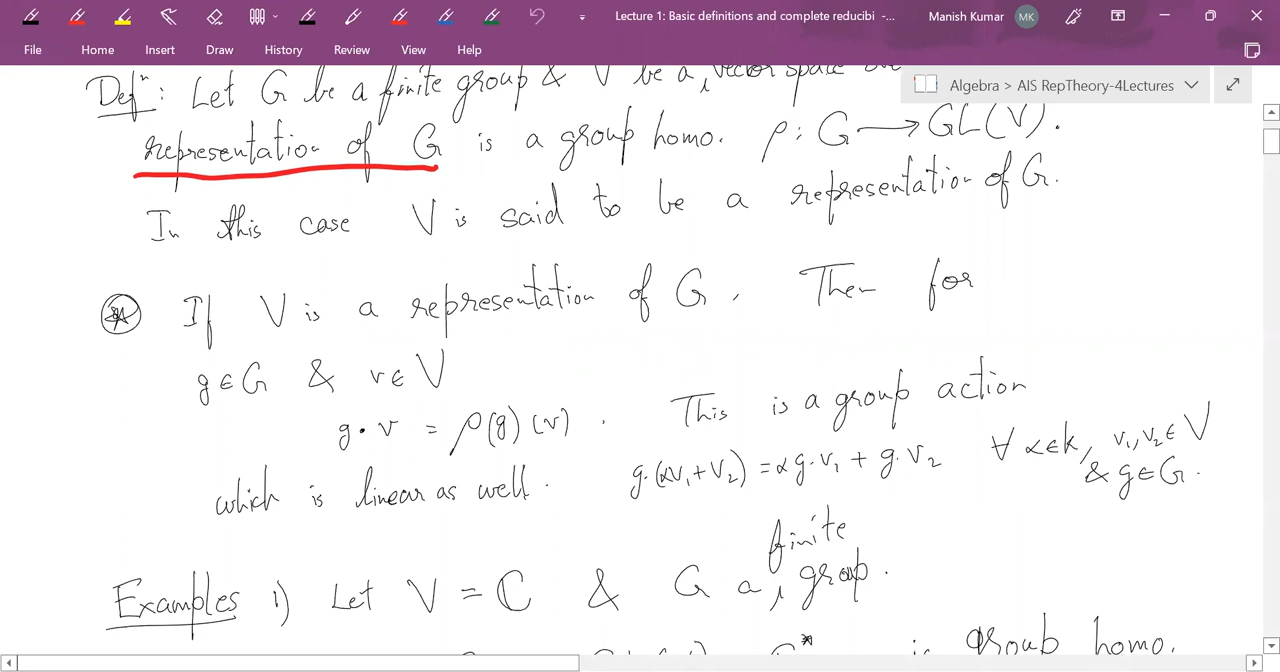 Lecture 1: Basic definitions and complete reducibi -...
Manish Kumar MK
File Home Insert Draw History Review View Help
Algebra > AIS RepTheory-4Lectures
Defⁿ: Let G be a finite group & V be a vector space
representation of G is a group homo. ρ: G → GL(V).
In this case V is said to be a representation of G.
⊛ If V is a representation of G. Then for
g ∈ G & v ∈ V
g • v = ρ(g)(v). This is a group action
which is linear as well. g.(αv₁+v₂) = αg.v₁ + g.v₂ ∀ α∈k, v₁,v₂∈V & g∈G.
Examples 1) Let V = ℂ & G a finite group.
is group homo.